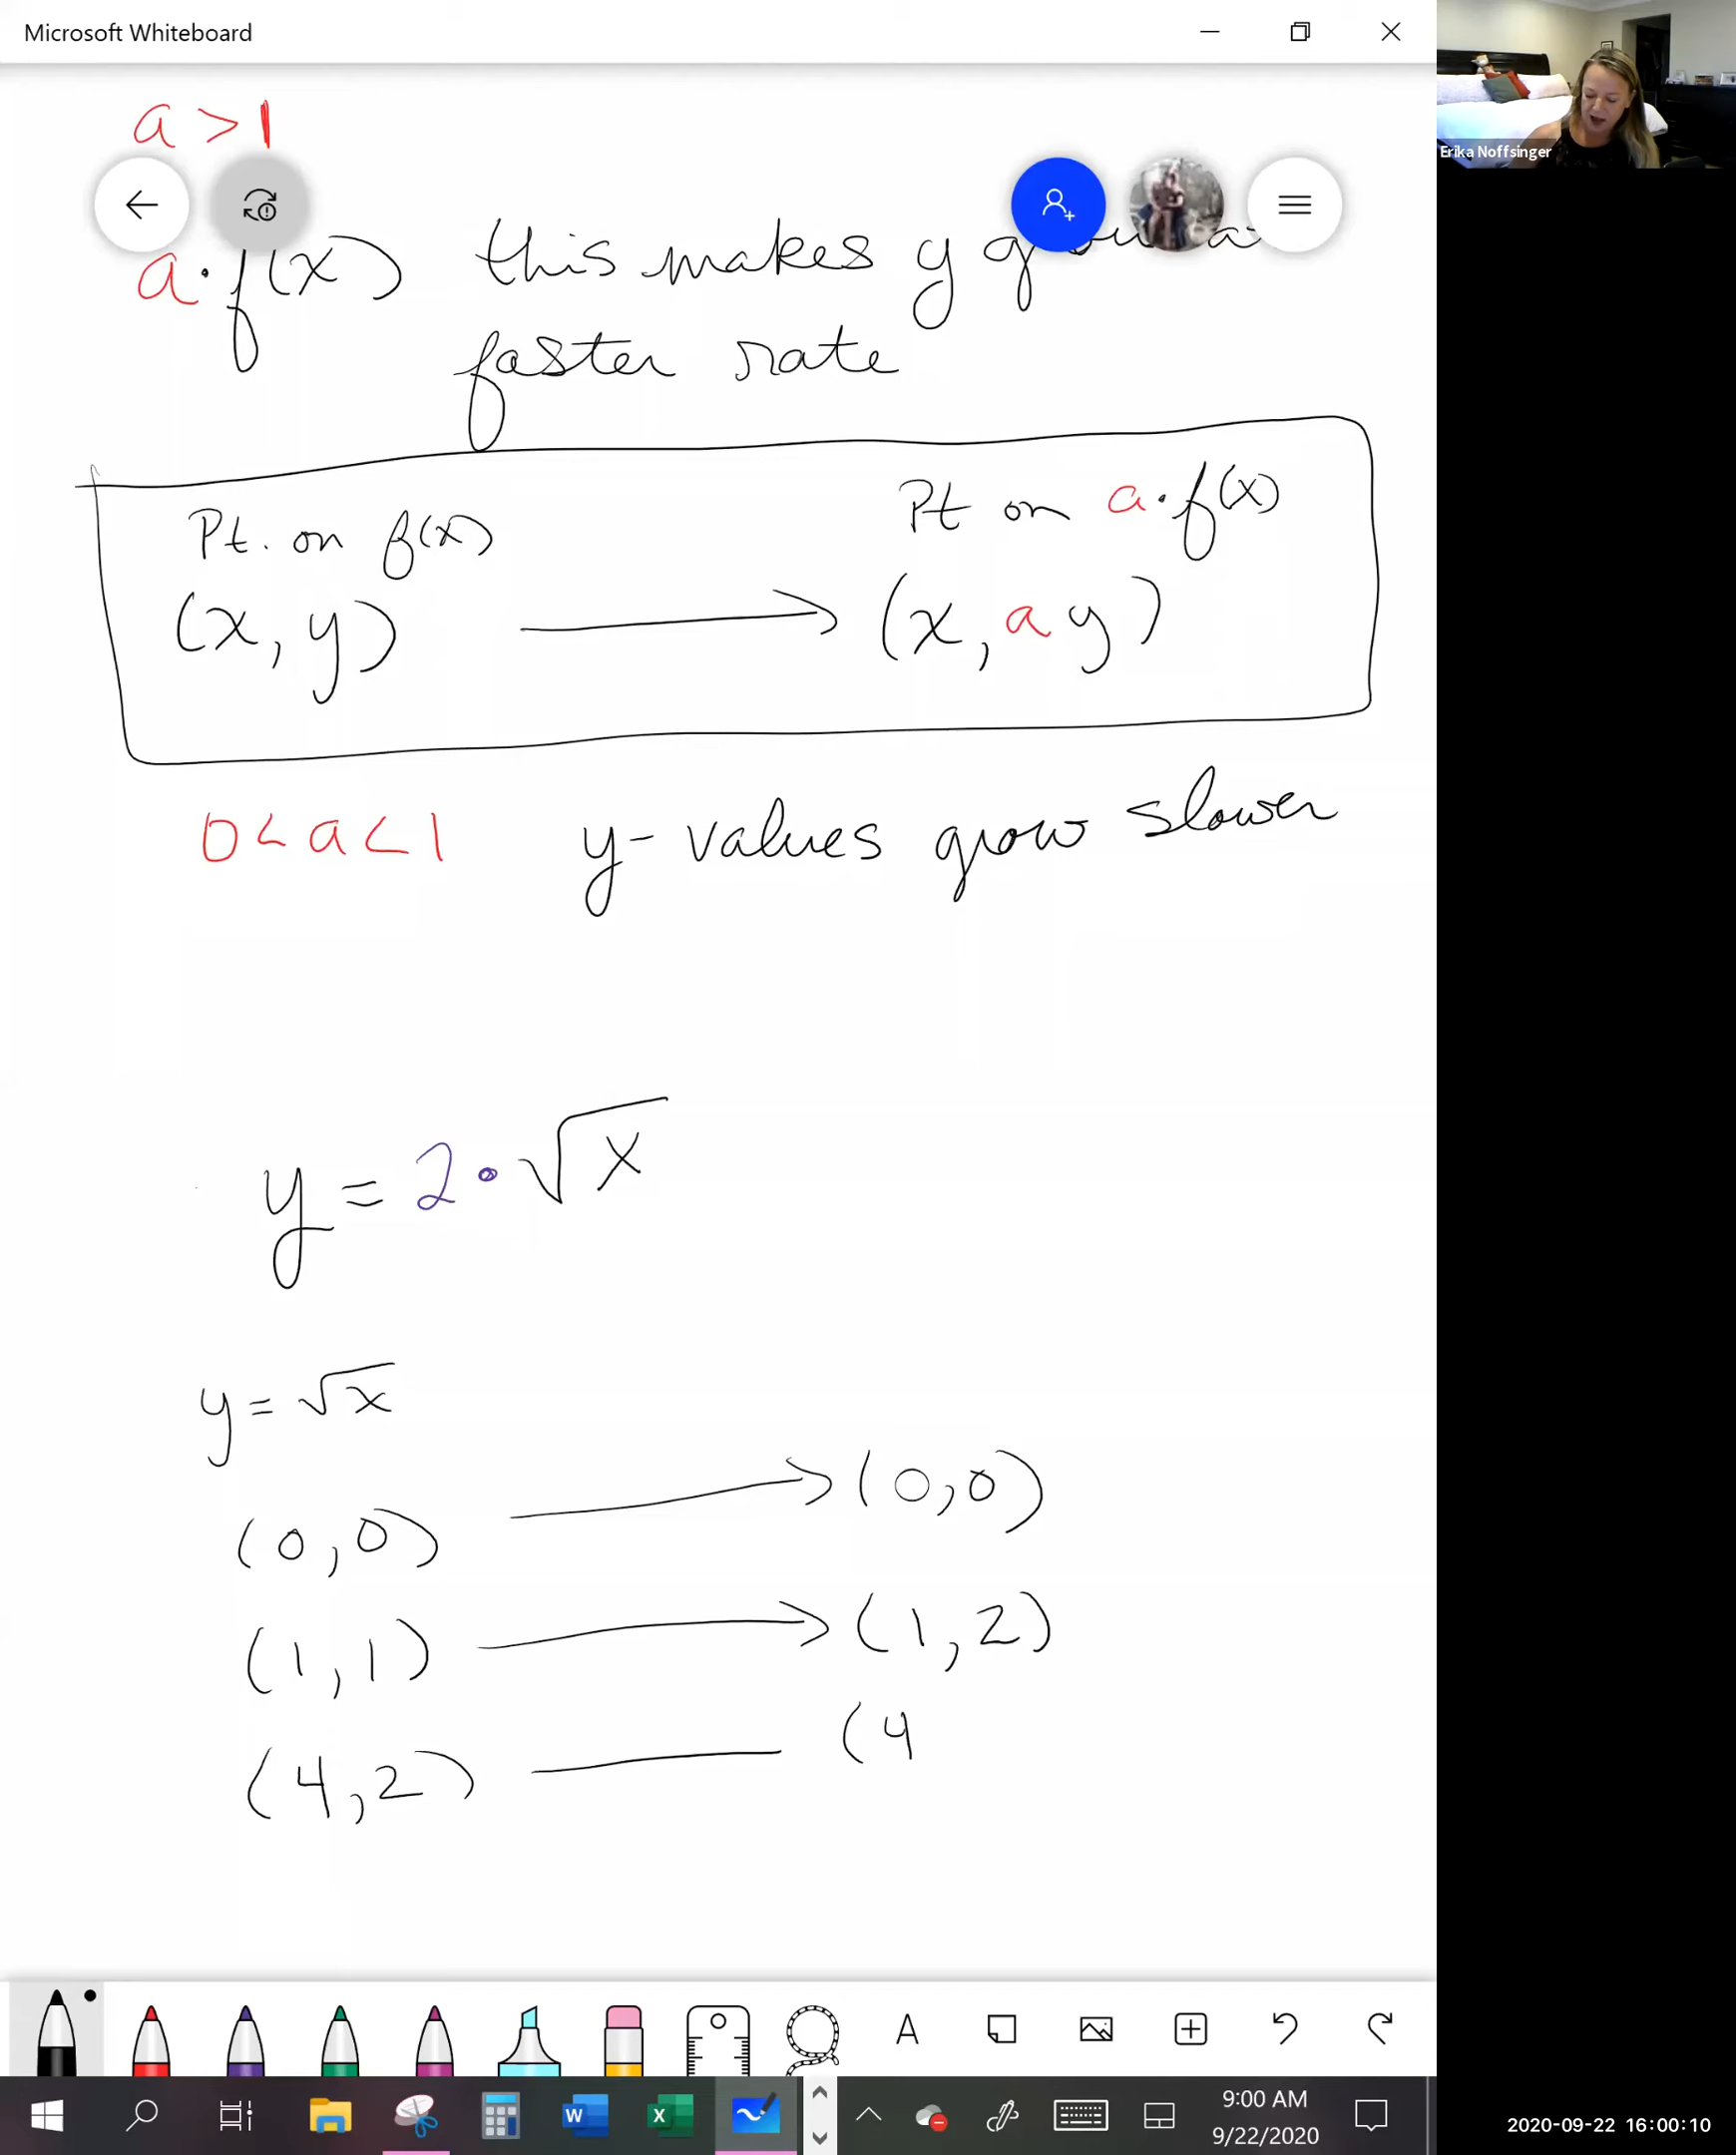 Microsoft Whiteboard
a > 1
a · f(x) this makes y
faster rate
Pt. on f(x) Pt on a · f(x)
(x, y) → (x, a y)
0 < a < 1 y - values grow slower
y = 2 · √x
y = √x
(0, 0) → (0, 0)
(1, 1) → (1, 2)
(4, 2) — (4
Erika Noffsinger
A
W
X
9:00 AM
9/22/2020
2020-09-22 16:00:10